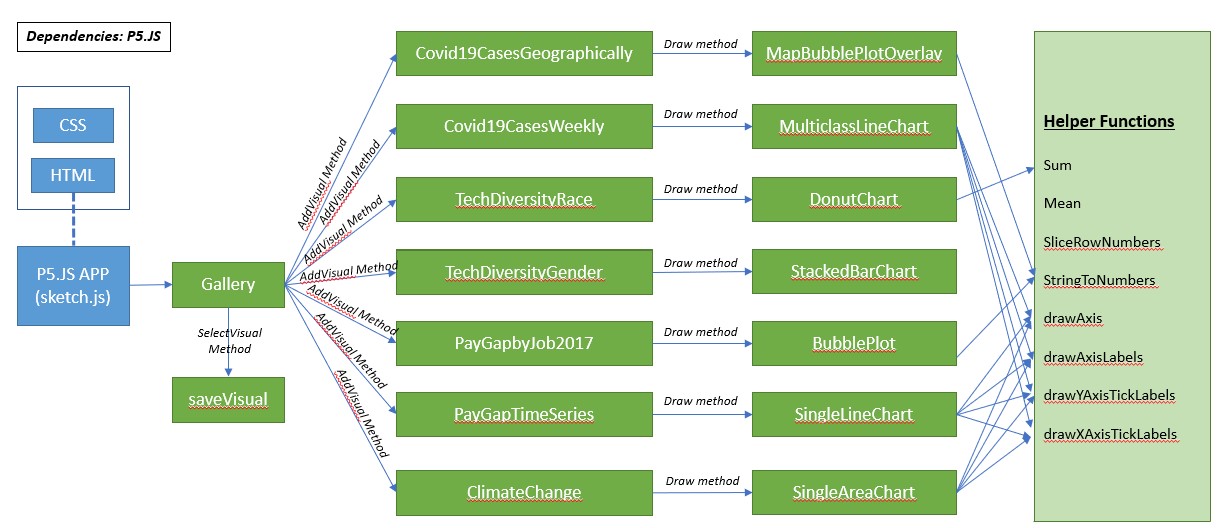 Dependencies: P5.JS
CSS
HTML
P5.JS APP
(sketch.js)
Gallery
SelectVisual
Method
saveVisual
AddVisual Method
AddVisual Method
AddVisual Method
AddVisual Method
AddVisual Method
AddVisual Method
AddVisual Method
Covid19CasesGeographically
Draw method
MapBubblePlotOverlay
Covid19CasesWeekly
Draw method
MulticlassLineChart
TechDiversityRace
Draw method
DonutChart
TechDiversityGender
Draw method
StackedBarChart
PayGapbyJob2017
Draw method
BubblePlot
PayGapTimeSeries
Draw method
SingleLineChart
ClimateChange
Draw method
SingleAreaChart
Helper Functions
Sum
Mean
SliceRowNumbers
StringToNumbers
drawAxis
drawAxisLabels
drawYAxisTickLabels
drawXAxisTickLabels